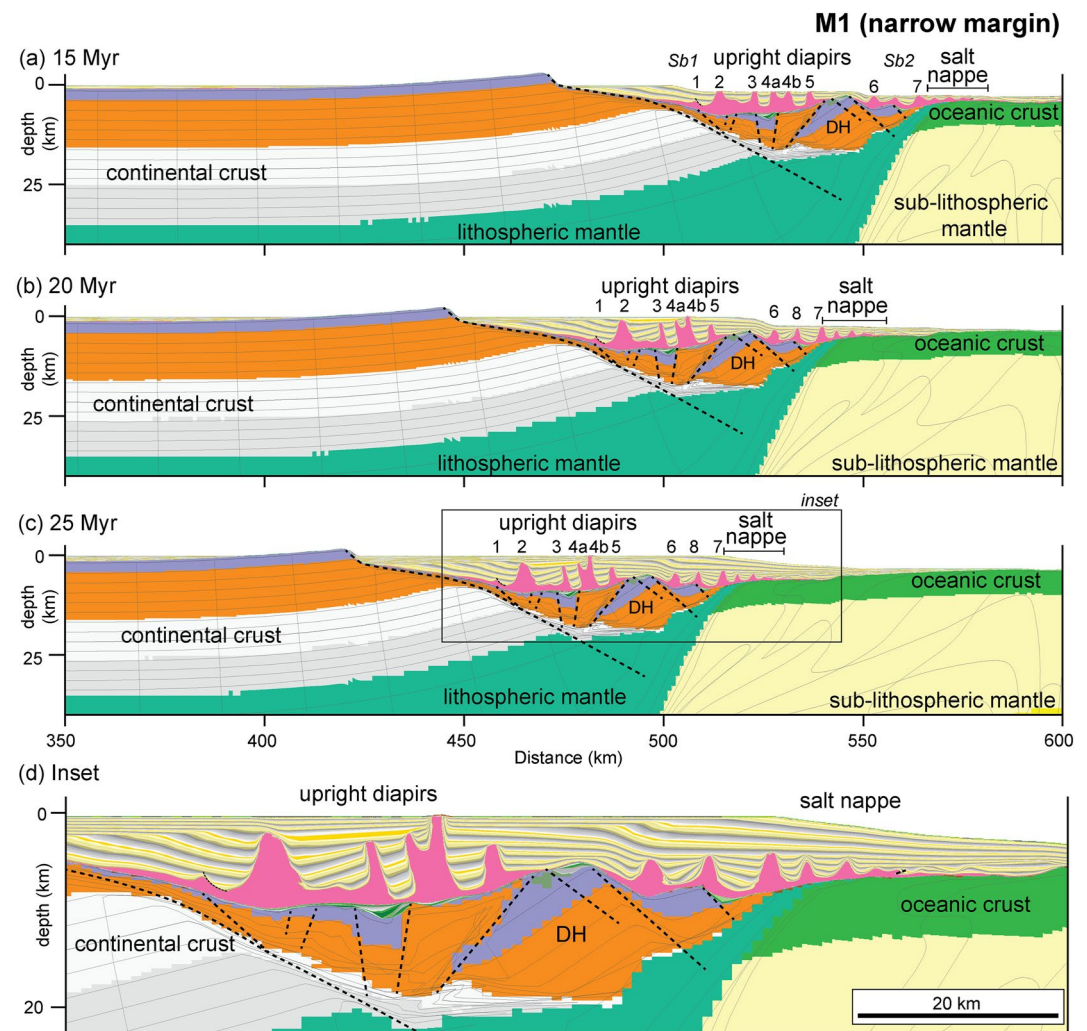 M1 (narrow margin)
(a) 15 Myr
Sb1 upright diapirs Sb2 salt nappe
1 2 3 4a4b 5 6 7
0
25
depth (km)
DH
oceanic crust
continental crust
sub-lithospheric mantle
lithospheric mantle
(b) 20 Myr
upright diapirs salt nappe
1 2 3 4a4b 5 6 8 7
0
25
depth (km)
DH
oceanic crust
continental crust
lithospheric mantle
sub-lithospheric mantle
(c) 25 Myr
inset
upright diapirs salt nappe
1 2 3 4a 4b 5 6 8 7
0
25
depth (km)
DH
oceanic crust
continental crust
lithospheric mantle
sub-lithospheric mantle
350 400 450 500 550 600
Distance (km)
(d) Inset
upright diapirs salt nappe
0
20
depth (km)
DH
oceanic crust
continental crust
20 km